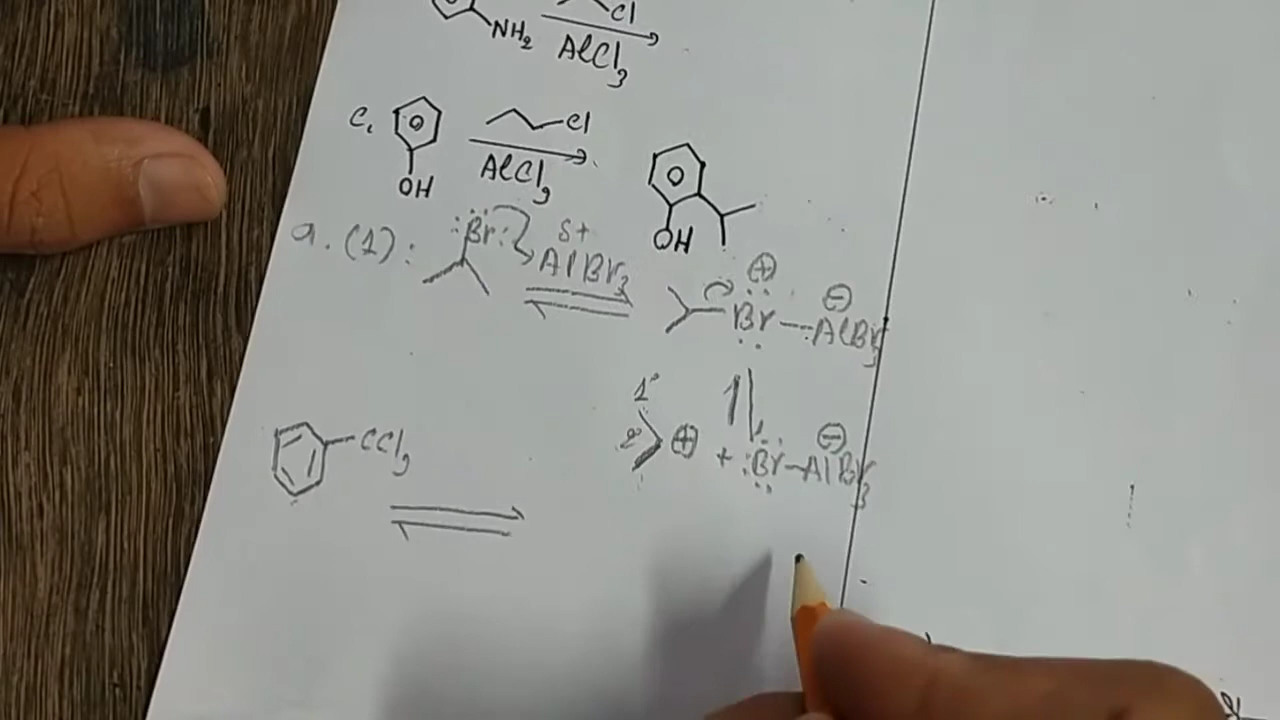 Cl
NH2 AlCl3
C. Cl
OH AlCl3
OH
a. (1): :Br: δ+ AlBr3
⊕ ⊖
Br—AlBr3
1°
2° ⊕ + :Br—AlBr3 ⊖
CCl3